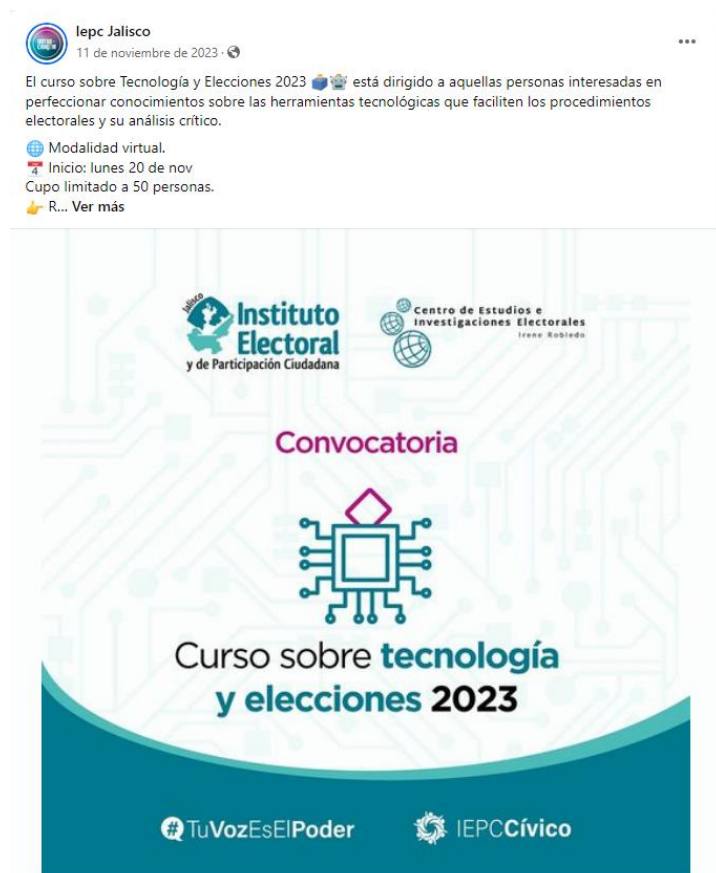 Iepc Jalisco
11 de noviembre de 2023 ·
El curso sobre Tecnología y Elecciones 2023 🗳️🤖 está dirigido a aquellas personas interesadas en
perfeccionar conocimientos sobre las herramientas tecnológicas que faciliten los procedimientos
electorales y su análisis crítico.
🌐 Modalidad virtual.
📅 Inicio: lunes 20 de nov
Cupo limitado a 50 personas.
👉 R... Ver más
Jalisco
Instituto
Electoral
y de Participación Ciudadana
Centro de Estudios e
Investigaciones Electorales
Irene Robledo
Convocatoria
Curso sobre tecnología
y elecciones 2023
#TuVozEsElPoder
IEPCCívico